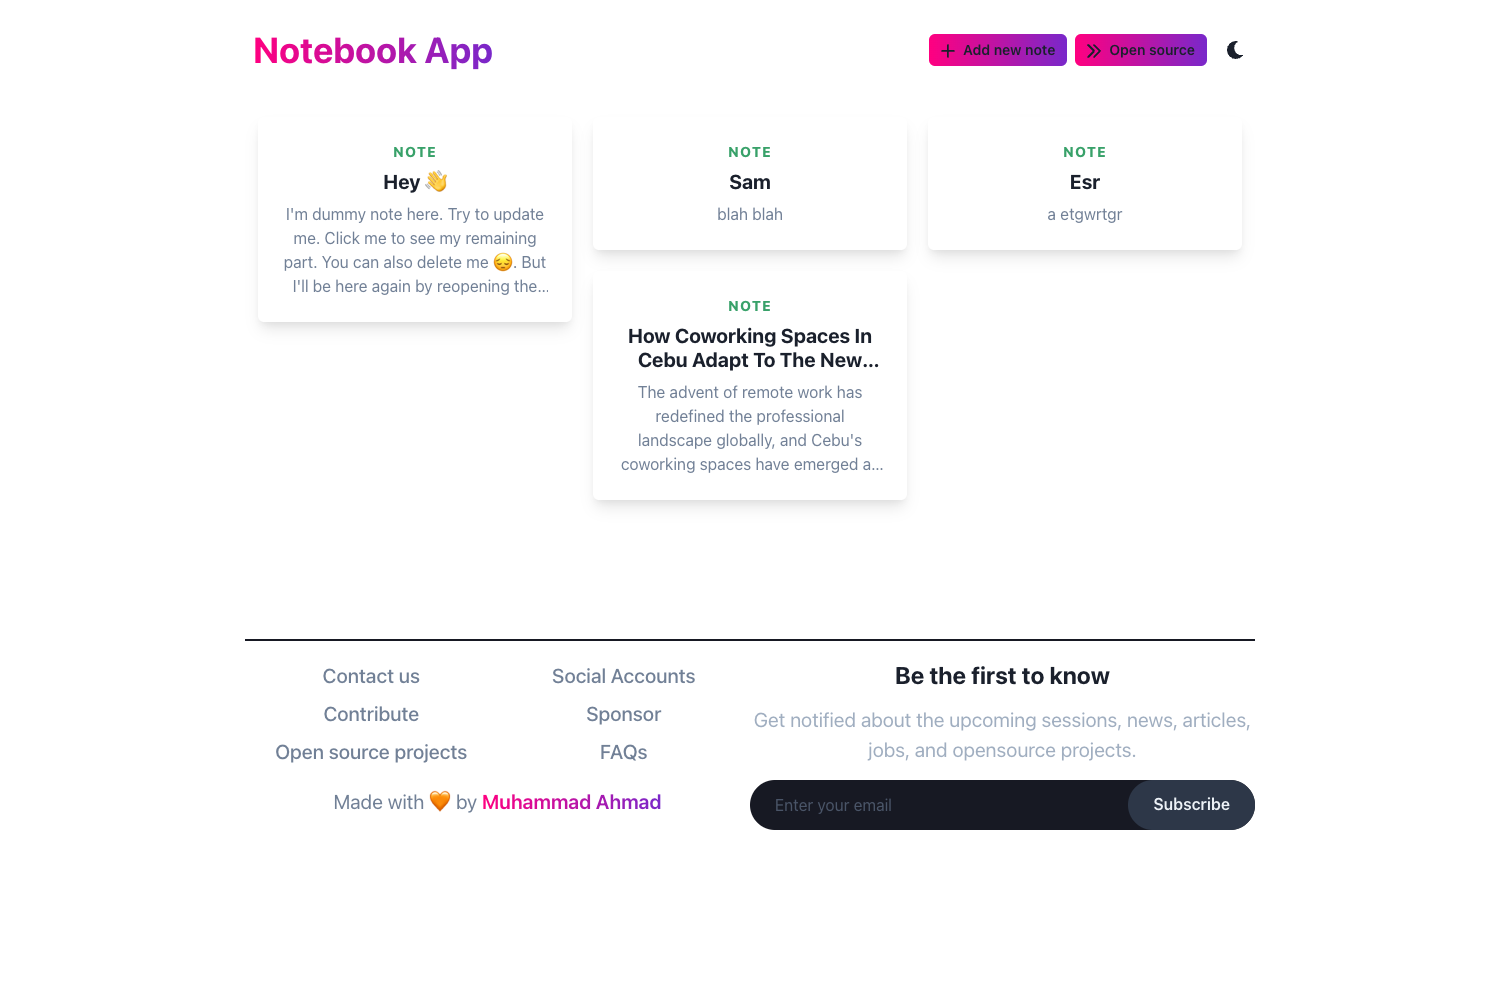 Notebook App
Add new note
Open source
NOTE
Hey 👋
I'm dummy note here. Try to update
me. Click me to see my remaining
part. You can also delete me 😔. But
I'll be here again by reopening the...
NOTE
Sam
blah blah
NOTE
Esr
a etgwrtgr
NOTE
How Coworking Spaces In
Cebu Adapt To The New...
The advent of remote work has
redefined the professional
landscape globally, and Cebu's
coworking spaces have emerged a...
Contact us
Contribute
Open source projects
Social Accounts
Sponsor
FAQs
Made with 🧡 by Muhammad Ahmad
Be the first to know
Get notified about the upcoming sessions, news, articles,
jobs, and opensource projects.
Enter your email
Subscribe